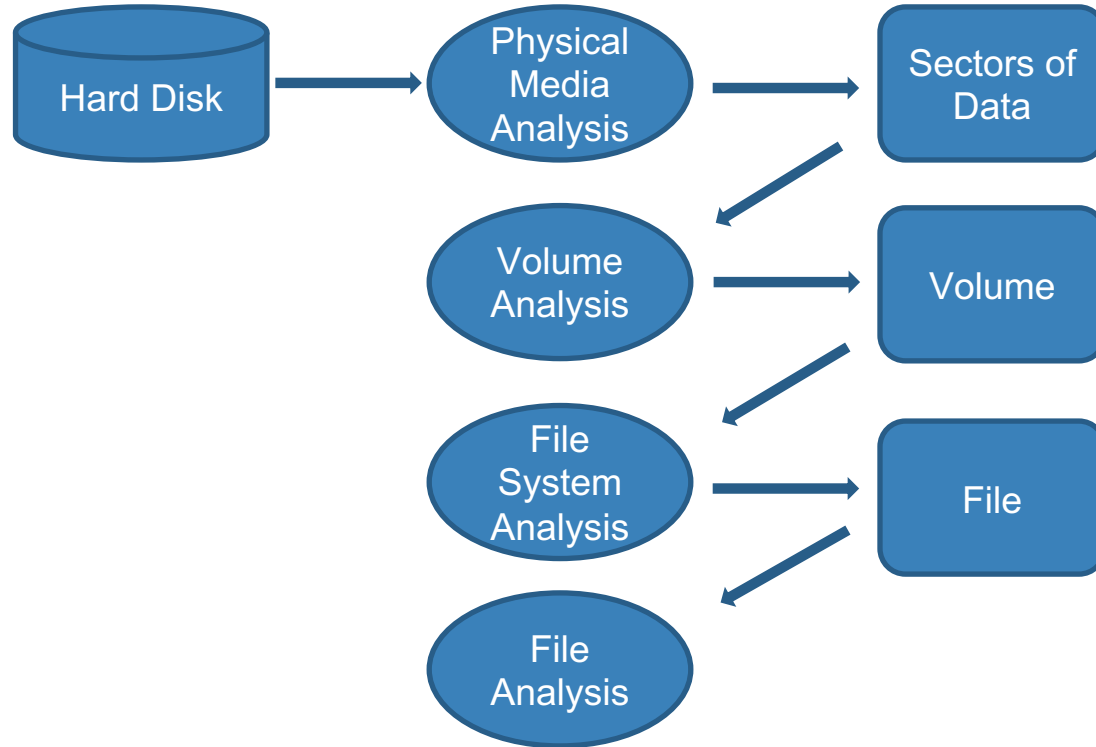 Hard Disk
Physical
Media
Analysis
Sectors of
Data
Volume
Analysis
Volume
File
System
Analysis
File
File
Analysis